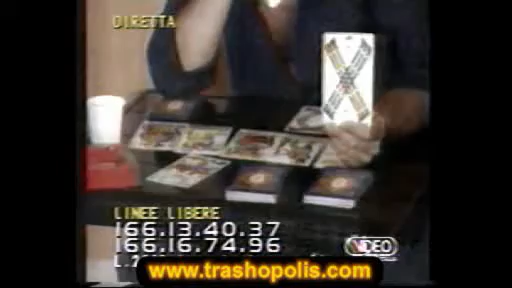 DIRETTA
LINEE LIBERE
166.13.40.37
166.16.74.96
VIDEO
www.trashopolis.com